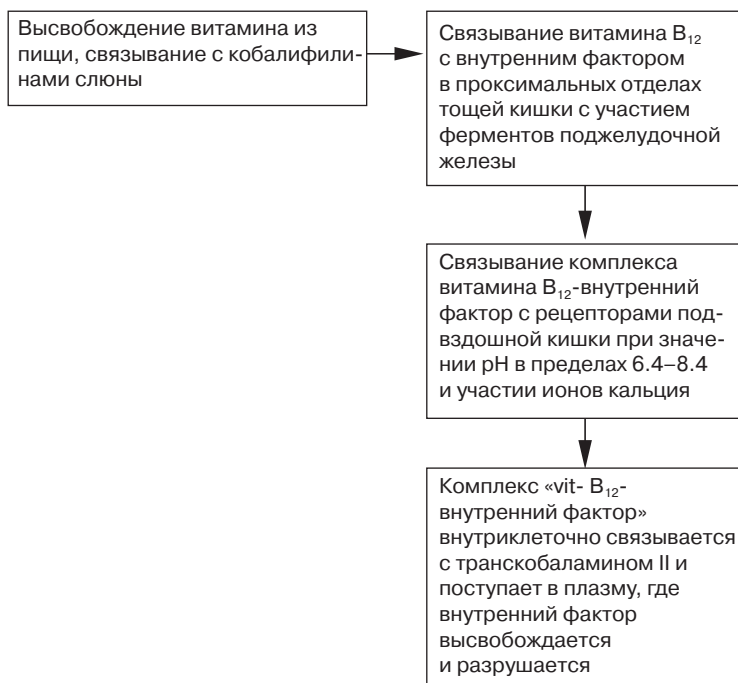 Высвобождение витамина из
пищи, связывание с кобалифили-
нами слюны
Связывание витамина B₁₂
с внутренним фактором
в проксимальных отделах
тощей кишки с участием
ферментов поджелудочной
железы
Связывание комплекса
витамина B₁₂-внутренний
фактор с рецепторами под-
вздошной кишки при значе-
нии pH в пределах 6.4–8.4
и участии ионов кальция
Комплекс «vit- B₁₂-
внутренний фактор»
внутриклеточно связывается
с транскобаламином II и
поступает в плазму, где
внутренний фактор
высвобождается
и разрушается